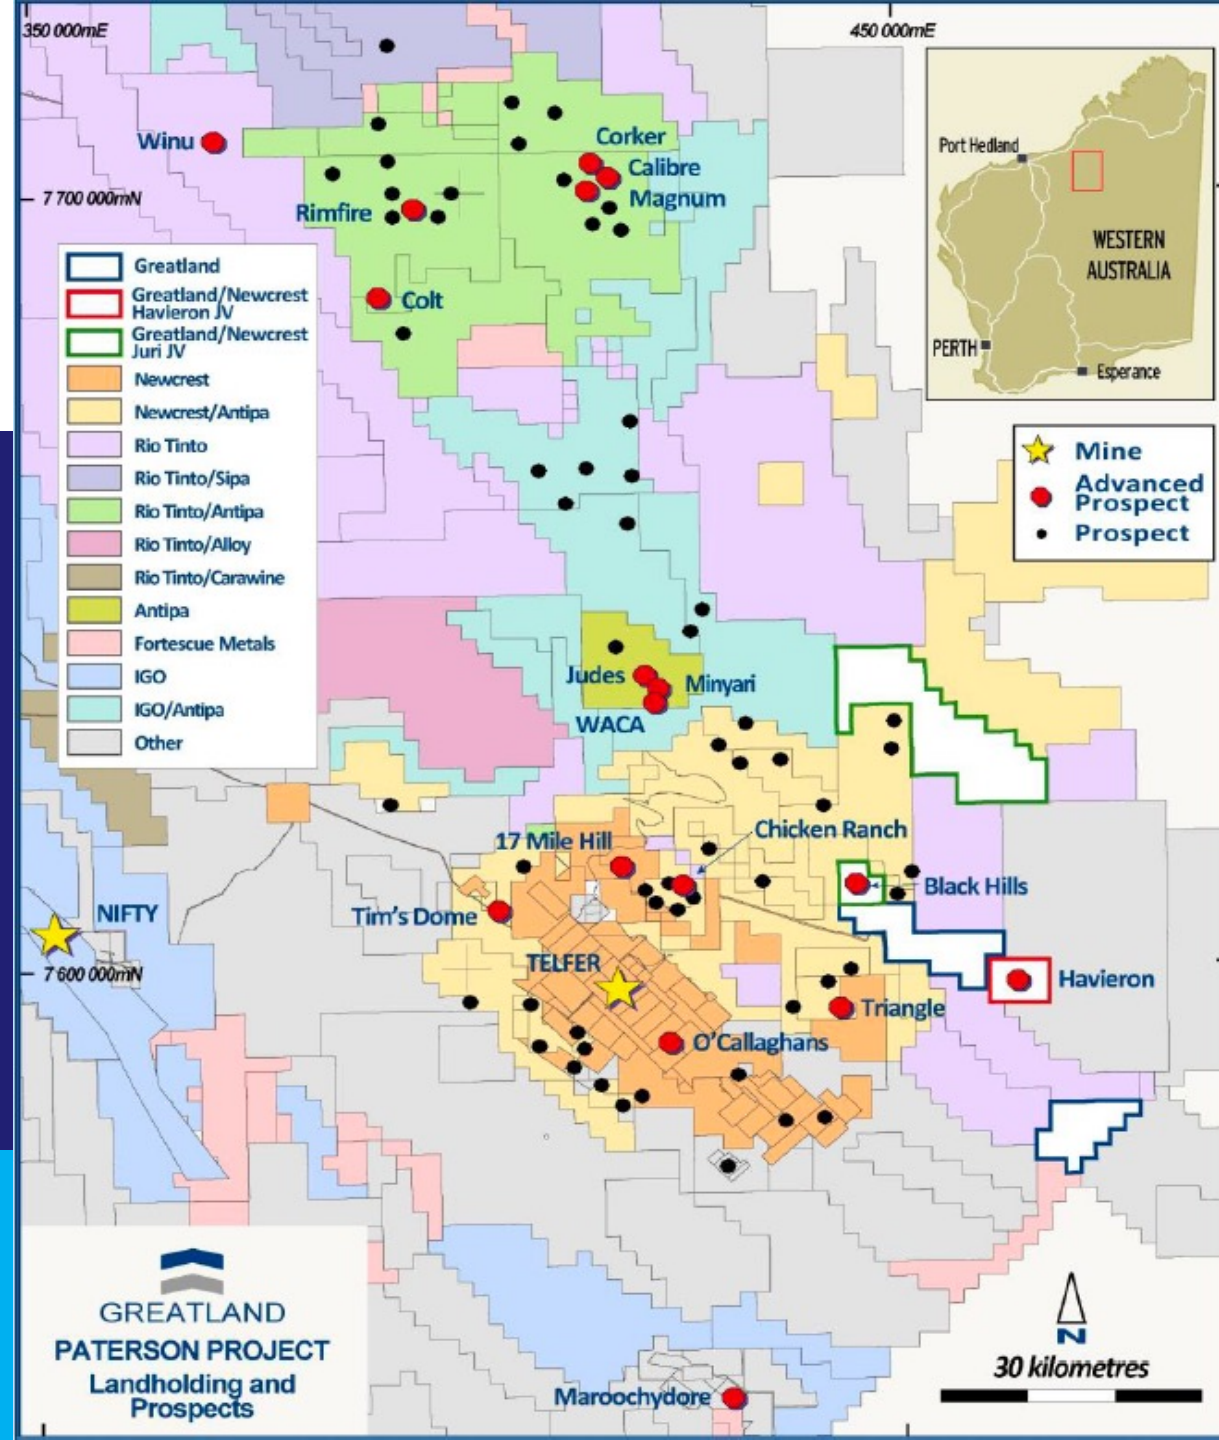 350 000mE
450 000mE
Winu
Corker
Calibre
Magnum
7 700 000mN
Rimfire
Colt
Port Hedland
WESTERN
AUSTRALIA
PERTH
Esperance
Greatland
Greatland/Newcrest
Havieron JV
Greatland/Newcrest
Juri JV
Newcrest
Newcrest/Antipa
Rio Tinto
Rio Tinto/Sipa
Rio Tinto/Antipa
Rio Tinto/Alloy
Rio Tinto/Carawine
Antipa
Fortescue Metals
IGO
IGO/Antipa
Other
Mine
Advanced
Prospect
Prospect
Judes
Minyari
WACA
17 Mile Hill
Chicken Ranch
Black Hills
NIFTY
Tim's Dome
TELFER
7 600 000mN
Havieron
Triangle
O'Callaghans
GREATLAND
PATERSON PROJECT
Landholding and
Prospects
Maroochydore
N
30 kilometres